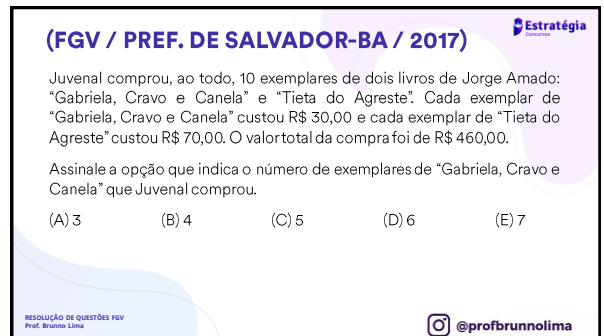 Estratégia
Concursos
(FGV / PREF. DE SALVADOR-BA / 2017)
Juvenal comprou, ao todo, 10 exemplares de dois livros de Jorge Amado:
“Gabriela, Cravo e Canela” e “Tieta do Agreste”. Cada exemplar de
“Gabriela, Cravo e Canela” custou R$ 30,00 e cada exemplar de “Tieta do
Agreste” custou R$ 70,00. O valor total da compra foi de R$ 460,00.
Assinale a opção que indica o número de exemplares de “Gabriela, Cravo e
Canela” que Juvenal comprou.
(A) 3 (B) 4 (C) 5 (D) 6 (E) 7
RESOLUÇÃO DE QUESTÕES FGV
Prof. Brunno Lima
@profbrunnolima